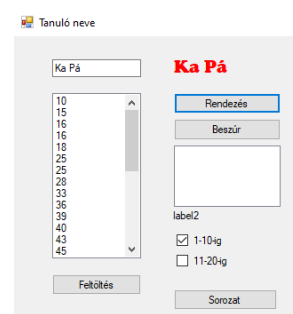 Tanuló neve
Ka Pá
Ka Pá
10
15
16
16
18
25
25
28
33
36
39
40
43
45
Rendezés
Beszúr
label2
1-10-ig
11-20-ig
Feltöltés
Sorozat